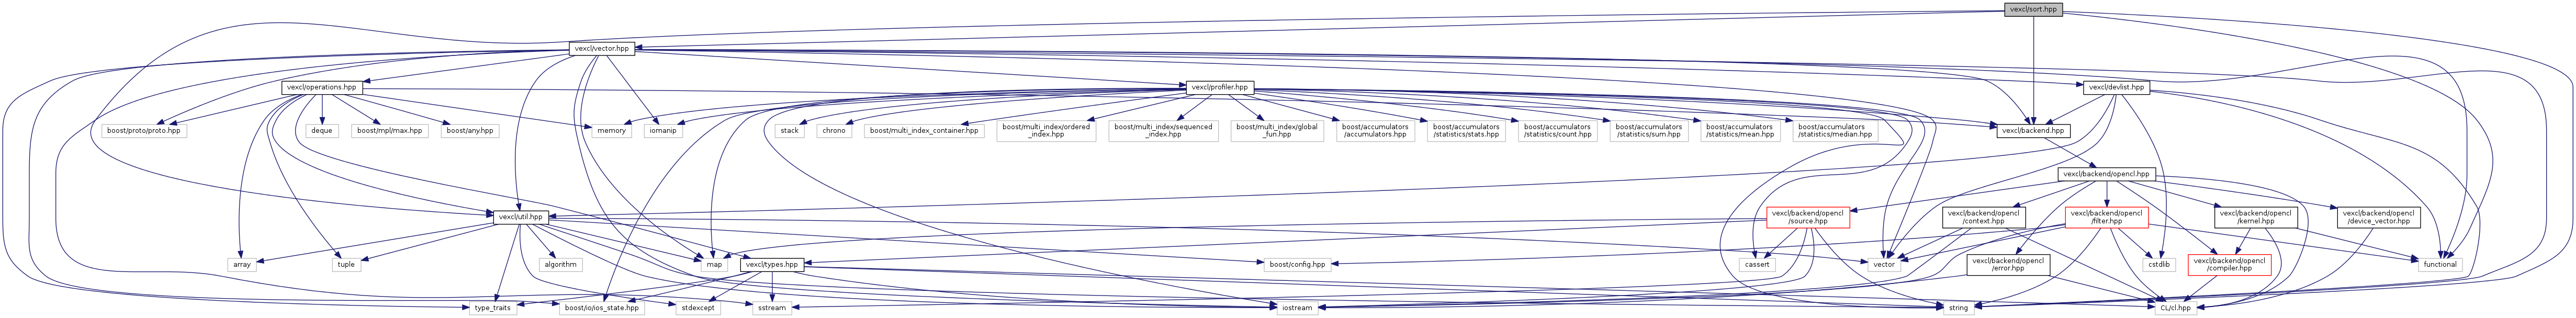 vexcl/sort.hpp
vexcl/vector.hpp
vexcl/operations.hpp
vexcl/profiler.hpp
vexcl/devlist.hpp
boost/proto/proto.hpp
deque
boost/mpl/max.hpp
boost/any.hpp
memory
iomanip
stack
chrono
boost/multi_index_container.hpp
boost/multi_index/ordered
_index.hpp
boost/multi_index/sequenced
_index.hpp
boost/multi_index/global
_fun.hpp
boost/accumulators
/accumulators.hpp
boost/accumulators
/statistics/stats.hpp
boost/accumulators
/statistics/count.hpp
boost/accumulators
/statistics/sum.hpp
boost/accumulators
/statistics/mean.hpp
boost/accumulators
/statistics/median.hpp
vexcl/backend.hpp
vexcl/backend/opencl.hpp
vexcl/util.hpp
vexcl/backend/opencl
/source.hpp
vexcl/backend/opencl
/context.hpp
vexcl/backend/opencl
/filter.hpp
vexcl/backend/opencl
/kernel.hpp
vexcl/backend/opencl
/device_vector.hpp
array
tuple
algorithm
boost/config.hpp
map
vexcl/types.hpp
cassert
vector
vexcl/backend/opencl
/error.hpp
cstdlib
vexcl/backend/opencl
/compiler.hpp
functional
type_traits
boost/io/ios_state.hpp
stdexcept
sstream
iostream
string
CL/cl.hpp